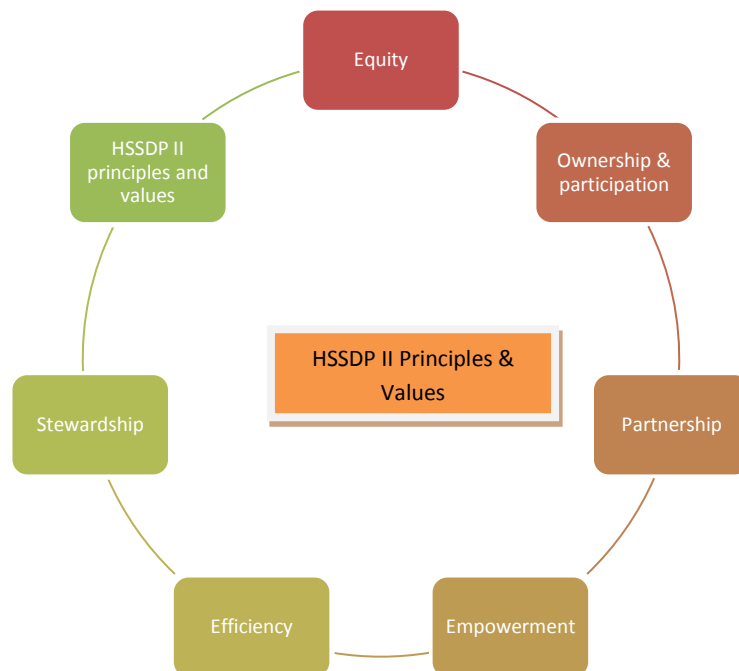 Equity
HSSDP II
principles and
values
Ownership &
participation
HSSDP II Principles &
Values
Stewardship
Partnership
Efficiency
Empowerment